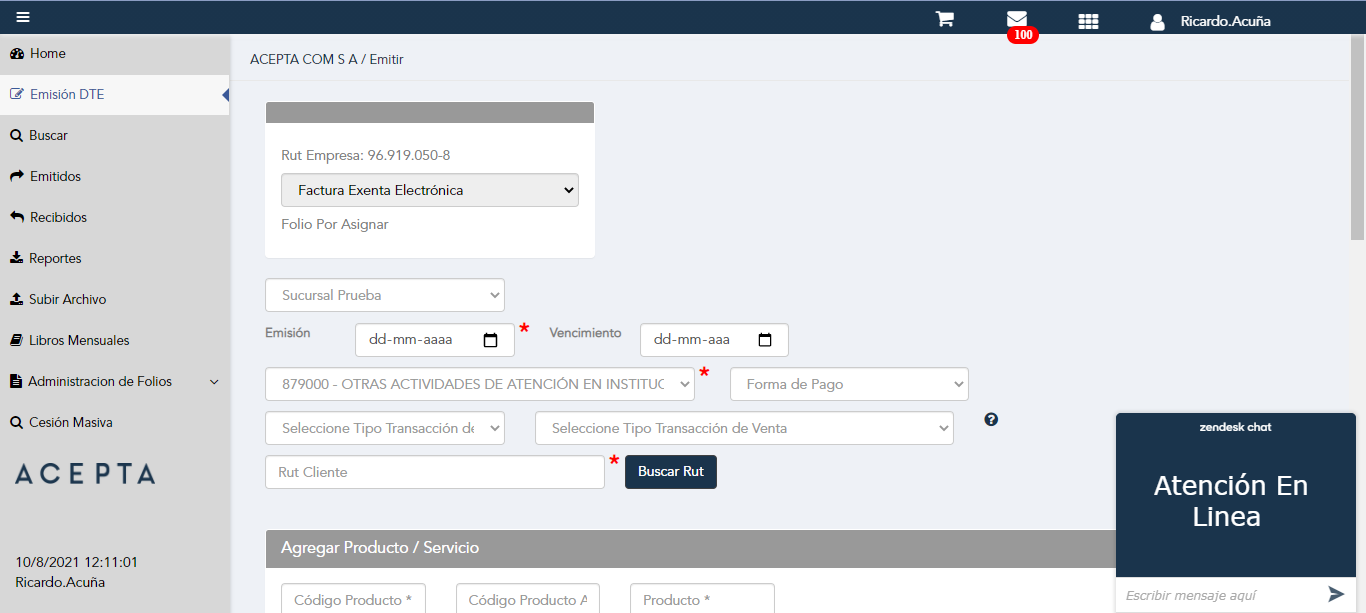 Ricardo.Acuña
100
Home
ACEPTA COM S A / Emitir
Emisión DTE
Buscar
Emitidos
Recibidos
Reportes
Subir Archivo
Libros Mensuales
Administracion de Folios
Cesión Masiva
ACEPTA
10/8/2021 12:11:01
Ricardo.Acuña
Rut Empresa: 96.919.050-8
Factura Exenta Electrónica
Folio Por Asignar
Sucursal Prueba
Emisión dd-mm-aaaa * Vencimiento dd-mm-aaa
879000 - OTRAS ACTIVIDADES DE ATENCIÓN EN INSTITUC * Forma de Pago
Seleccione Tipo Transacción de Seleccione Tipo Transacción de Venta ?
Rut Cliente * Buscar Rut
Agregar Producto / Servicio
Código Producto * Código Producto A Producto *
zendesk chat
Atención En
Linea
Escribir mensaje aquí